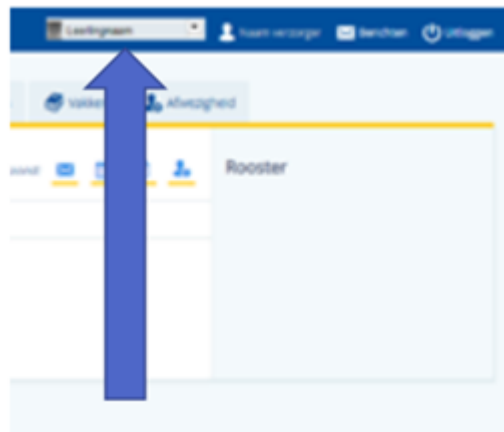 Leerlingnaam Naam verzorger Berichten Uitloggen
Vakken Afwezigheid
Rooster